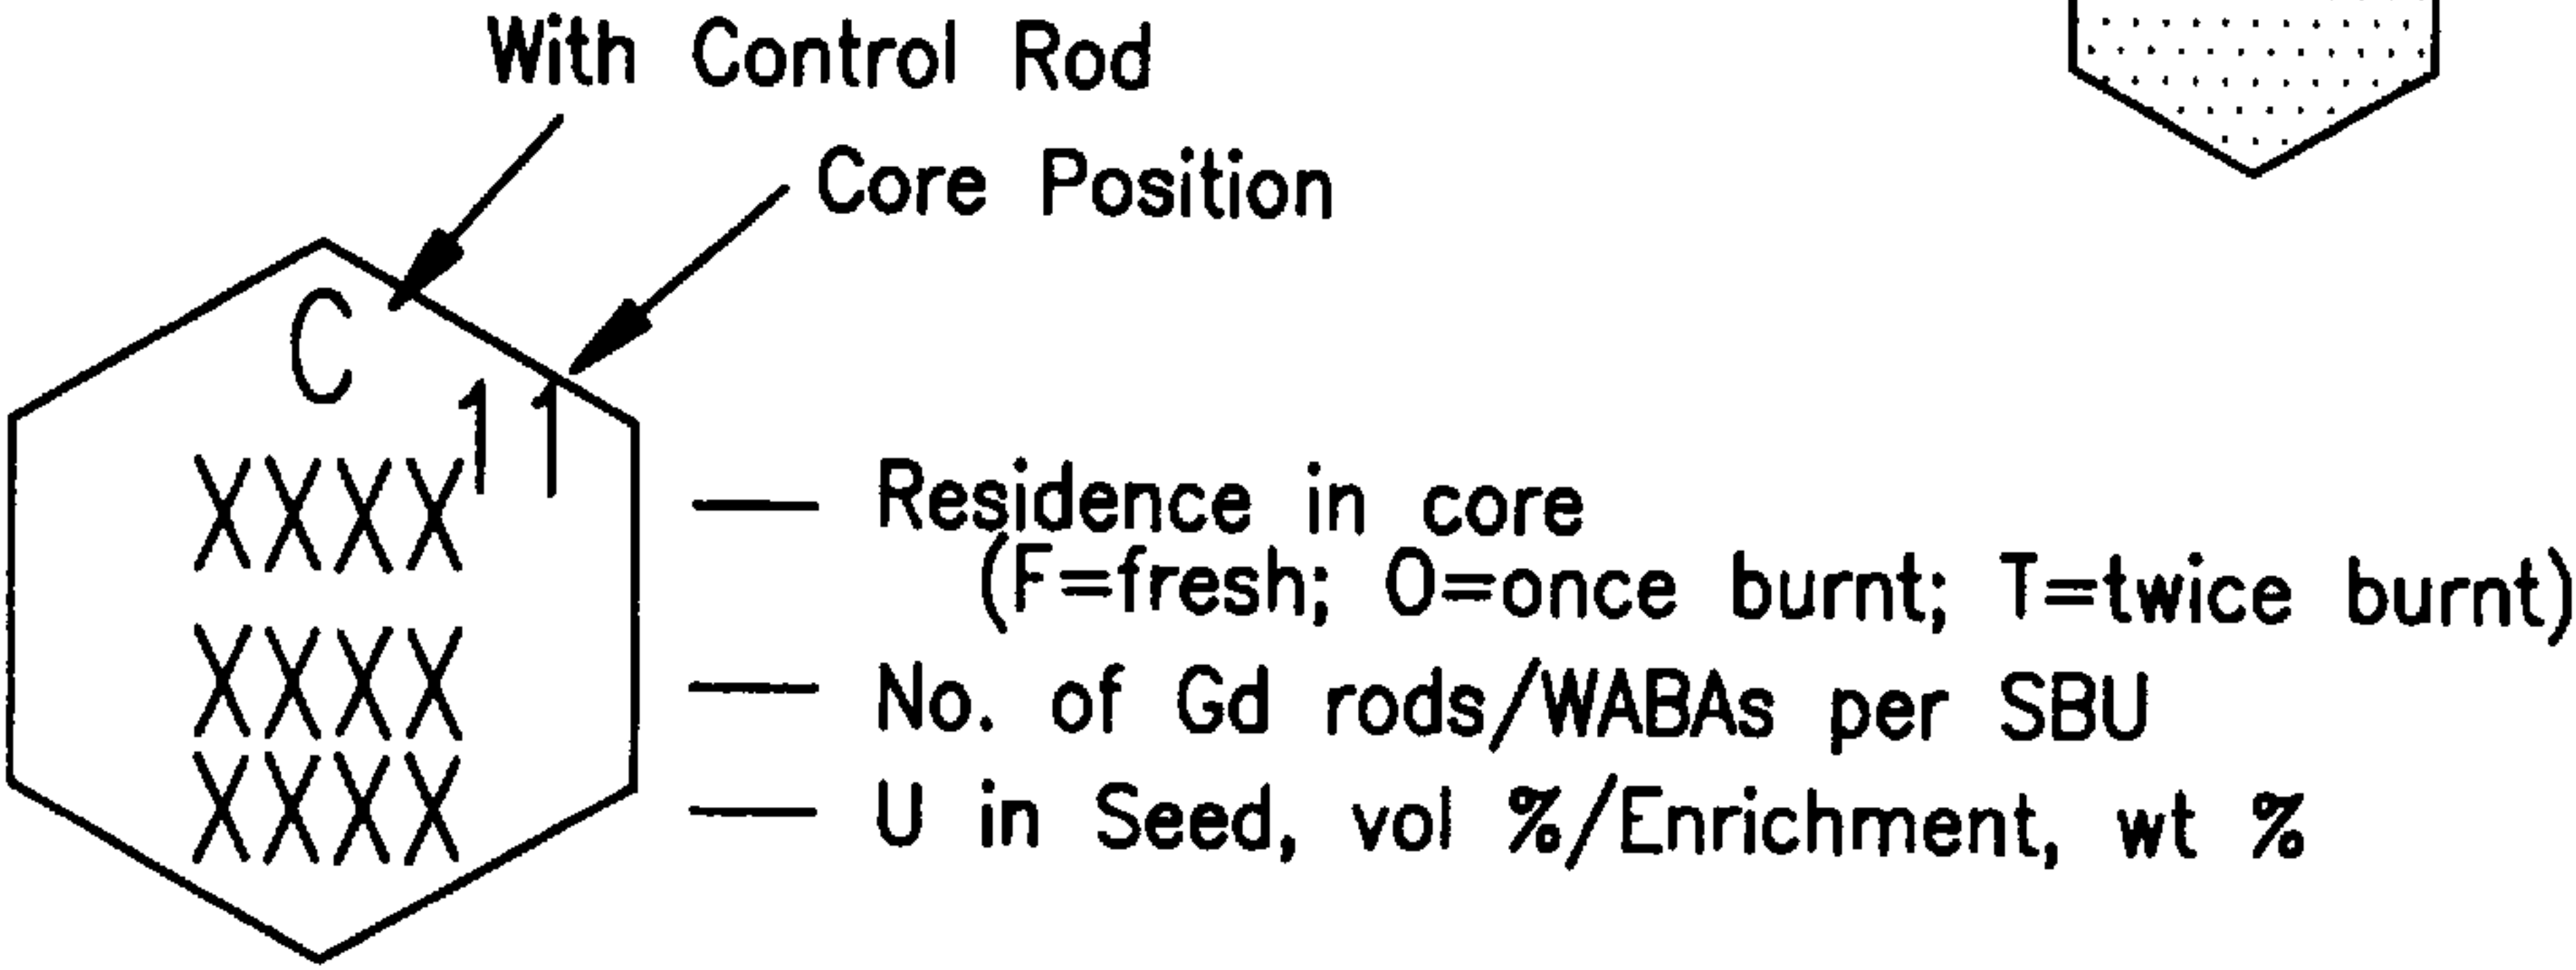 With Control Rod
Core Position
C
11
XXXX
Residence in core
(F=fresh; O=once burnt; T=twice burnt)
XXXX
No. of Gd rods/WABAs per SBU
XXXX
U in Seed, vol %/Enrichment, wt %